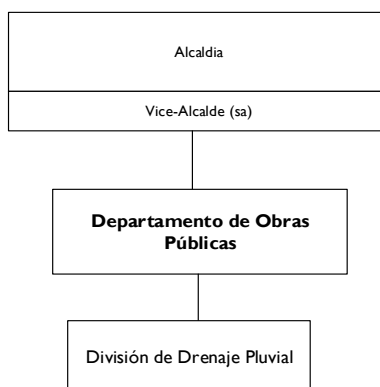 Alcaldia
Vice-Alcalde (sa)
Departamento de Obras
Públicas
División de Drenaje Pluvial